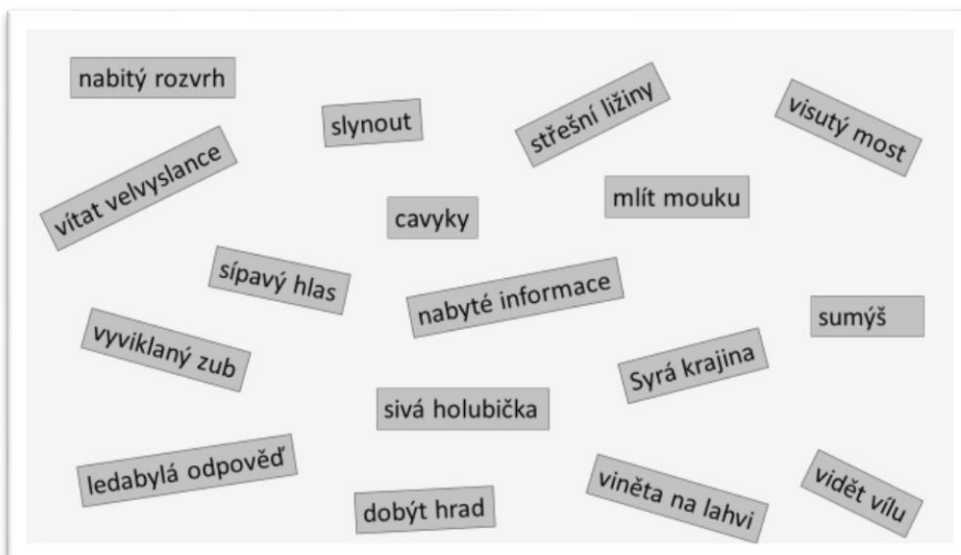 nabitý rozvrh
slynout
střešní ližiny
visutý most
vítat velvyslance
cavyky
mlít mouku
sípavý hlas
nabyté informace
sumýš
vyviklaný zub
Syrá krajina
sivá holubička
ledabylá odpověď
dobýt hrad
viněta na lahvi
vidět vílu